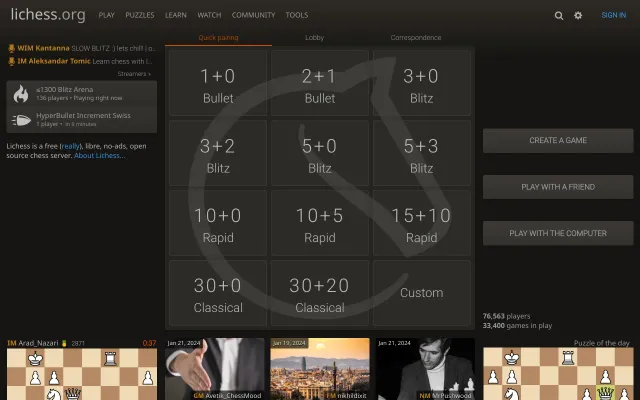 lichess.org PLAY PUZZLES LEARN WATCH COMMUNITY TOOLS SIGN IN
WIM Kantanna SLOW BLITZ :) lets chill! | o...
IM Aleksandar Tomic Learn chess with I...
Streamers »
≤1300 Blitz Arena
136 players • Playing right now
HyperBullet Increment Swiss
1 player • in 6 minutes
Lichess is a free (really), libre, no-ads, open
source chess server. About Lichess...
Quick pairing Lobby Correspondence
1+0
Bullet
2+1
Bullet
3+0
Blitz
3+2
Blitz
5+0
Blitz
5+3
Blitz
10+0
Rapid
10+5
Rapid
15+10
Rapid
30+0
Classical
30+20
Classical
Custom
CREATE A GAME
PLAY WITH A FRIEND
PLAY WITH THE COMPUTER
76,563 players
33,400 games in play
IM Arad_Nazari 2871 0:37
Jan 21, 2024
GM Avetik_ChessMood
Jan 19, 2024
FM nikhildixit
Jan 21, 2024
NM MrPushwood
Puzzle of the day